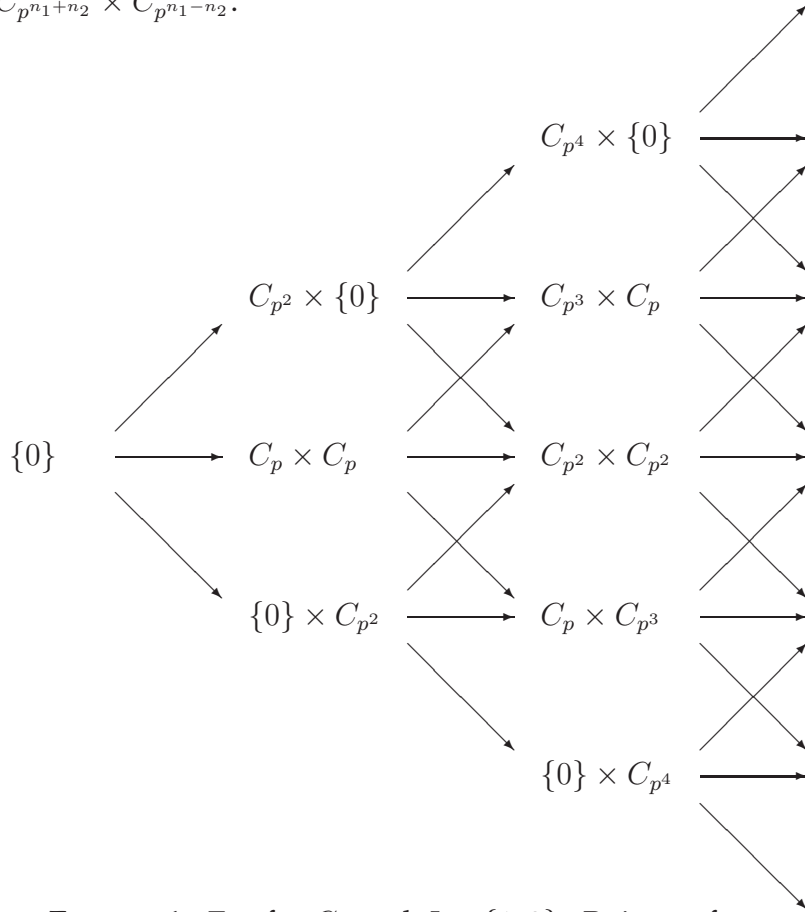 C_{p^{n_1+n_2}} × C_{p^{n_1−n_2}}.
C_{p^4} × {0}
C_{p^2} × {0} C_{p^3} × C_p
{0} C_p × C_p C_{p^2} × C_{p^2}
{0} × C_{p^2} C_p × C_{p^3}
{0} × C_{p^4}